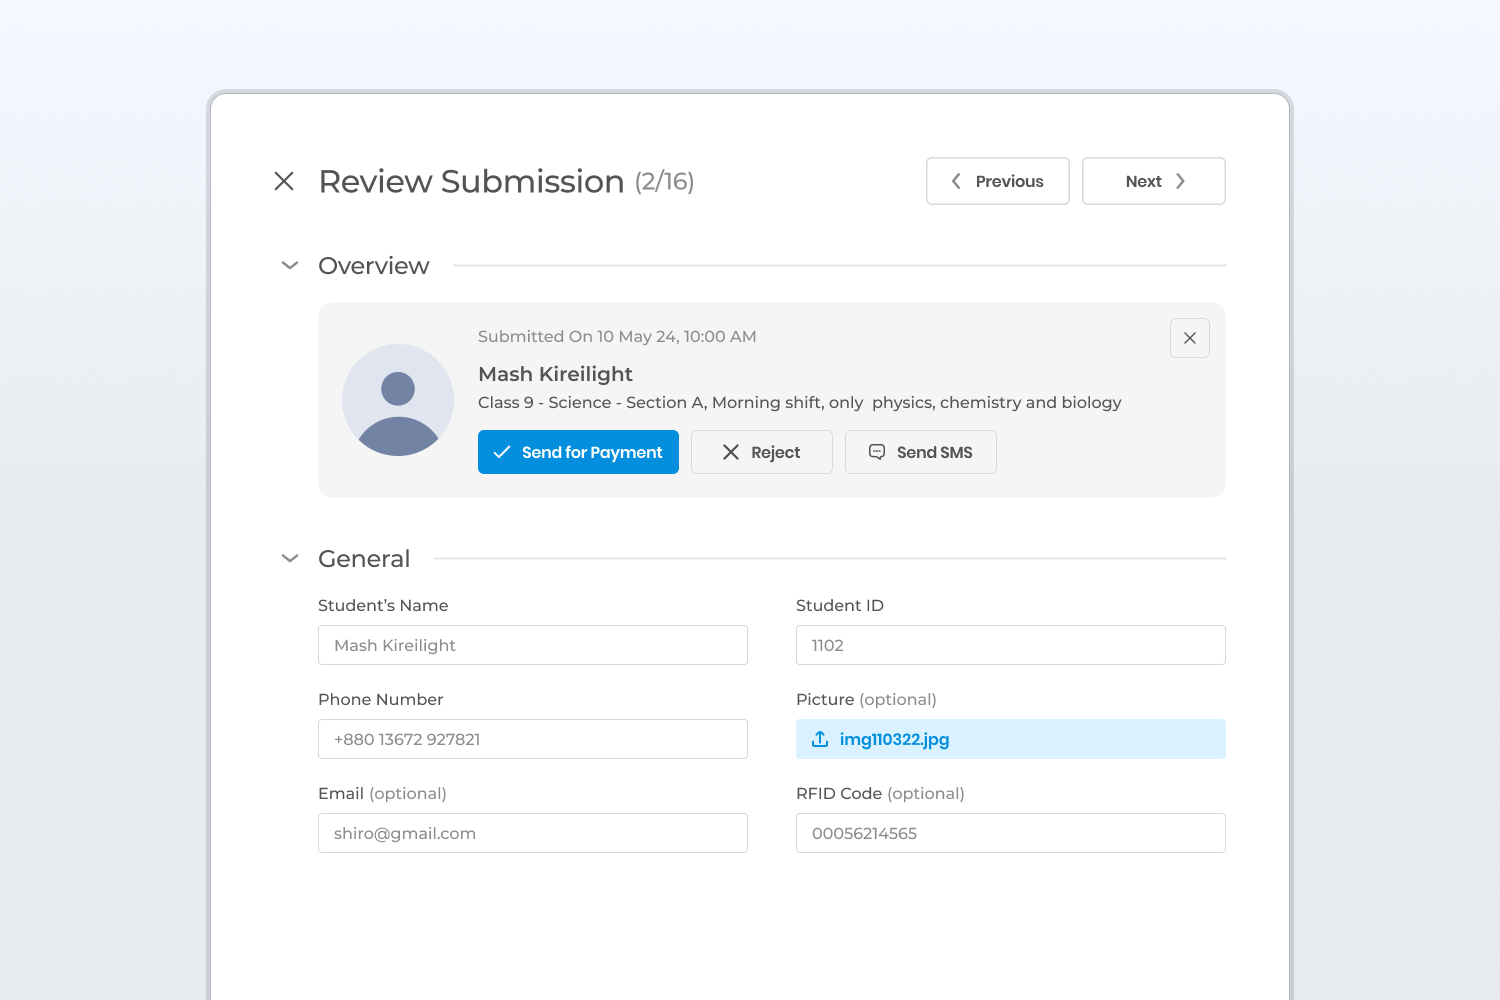 Review Submission (2/16)
Previous
Next
Overview
Submitted On 10 May 24, 10:00 AM
Mash Kireilight
Class 9 - Science - Section A, Morning shift, only  physics, chemistry and biology
Send for Payment
Reject
Send SMS
General
Student’s Name
Mash Kireilight
Student ID
1102
Phone Number
+880 13672 927821
Picture (optional)
img110322.jpg
Email (optional)
shiro@gmail.com
RFID Code (optional)
00056214565